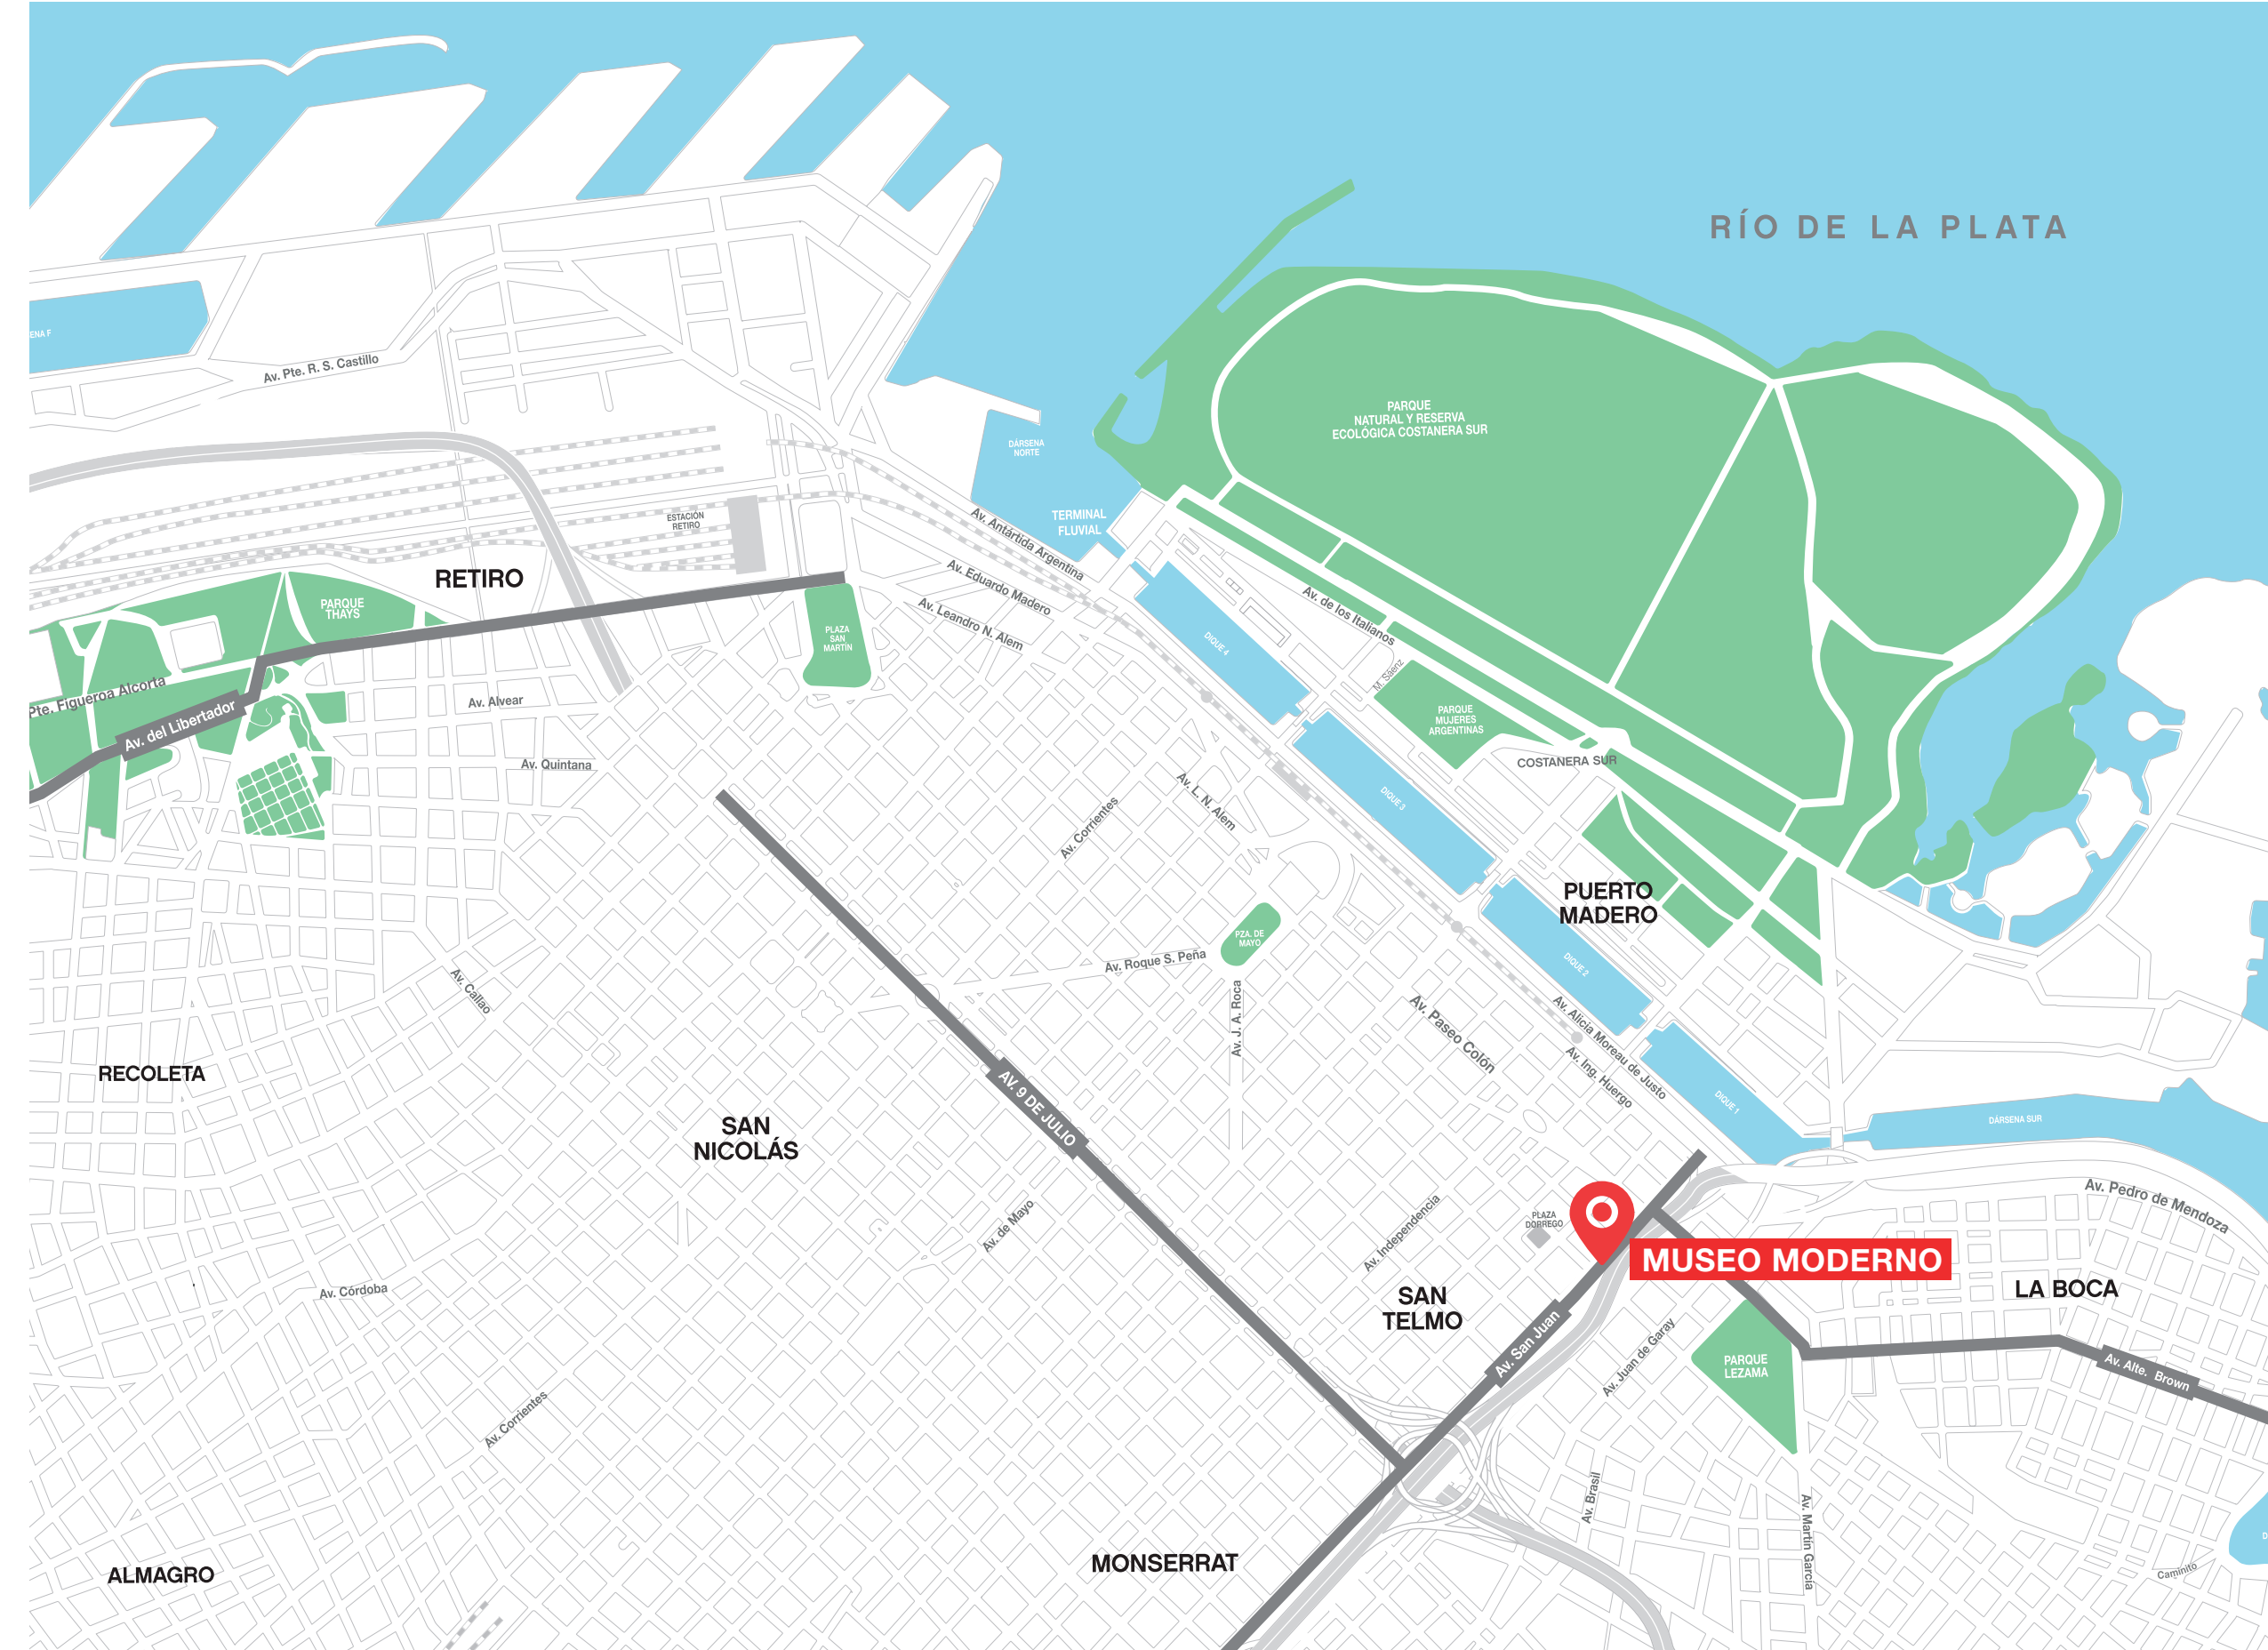 RÍO DE LA PLATA
ENA F
Av. Pte. R. S. Castillo
PARQUE
NATURAL Y RESERVA
ECOLÓGICA COSTANERA SUR
DÁRSENA
NORTE
TERMINAL
FLUVIAL
ESTACIÓN
RETIRO
Av. Antártida Argentina
RETIRO
Av. Eduardo Madero
Av. Leandro N. Alem
Av. de los Italianos
PARQUE
THAYS
PLAZA
SAN
MARTÍN
DIQUE 4
M. Sáenz
Pte. Figueroa Alcorta
Av. del Libertador
Av. Alvear
PARQUE
MUJERES
ARGENTINAS
Av. Quintana
COSTANERA SUR
Av. L. N. Alem
Av. Corrientes
DIQUE 3
PUERTO
MADERO
PZA. DE
MAYO
Av. Roque S. Peña
DIQUE 2
Av. Callao
Av. J. A. Roca
Av. Paseo Colón
Av. Alicia Moreau de Justo
Av. Ing. Huergo
RECOLETA
AV. 9 DE JULIO
DIQUE 1
DÁRSENA SUR
SAN
NICOLÁS
Av. Pedro de Mendoza
Av. de Mayo
Av. Independencia
PLAZA
DORREGO
MUSEO MODERNO
LA BOCA
Av. Córdoba
SAN
TELMO
Av. San Juan
Av. Juan de Garay
PARQUE
LEZAMA
Av. Alte. Brown
Av. Corrientes
Av. Brasil
Av. Martín García
D
MONSERRAT
ALMAGRO
Caminito